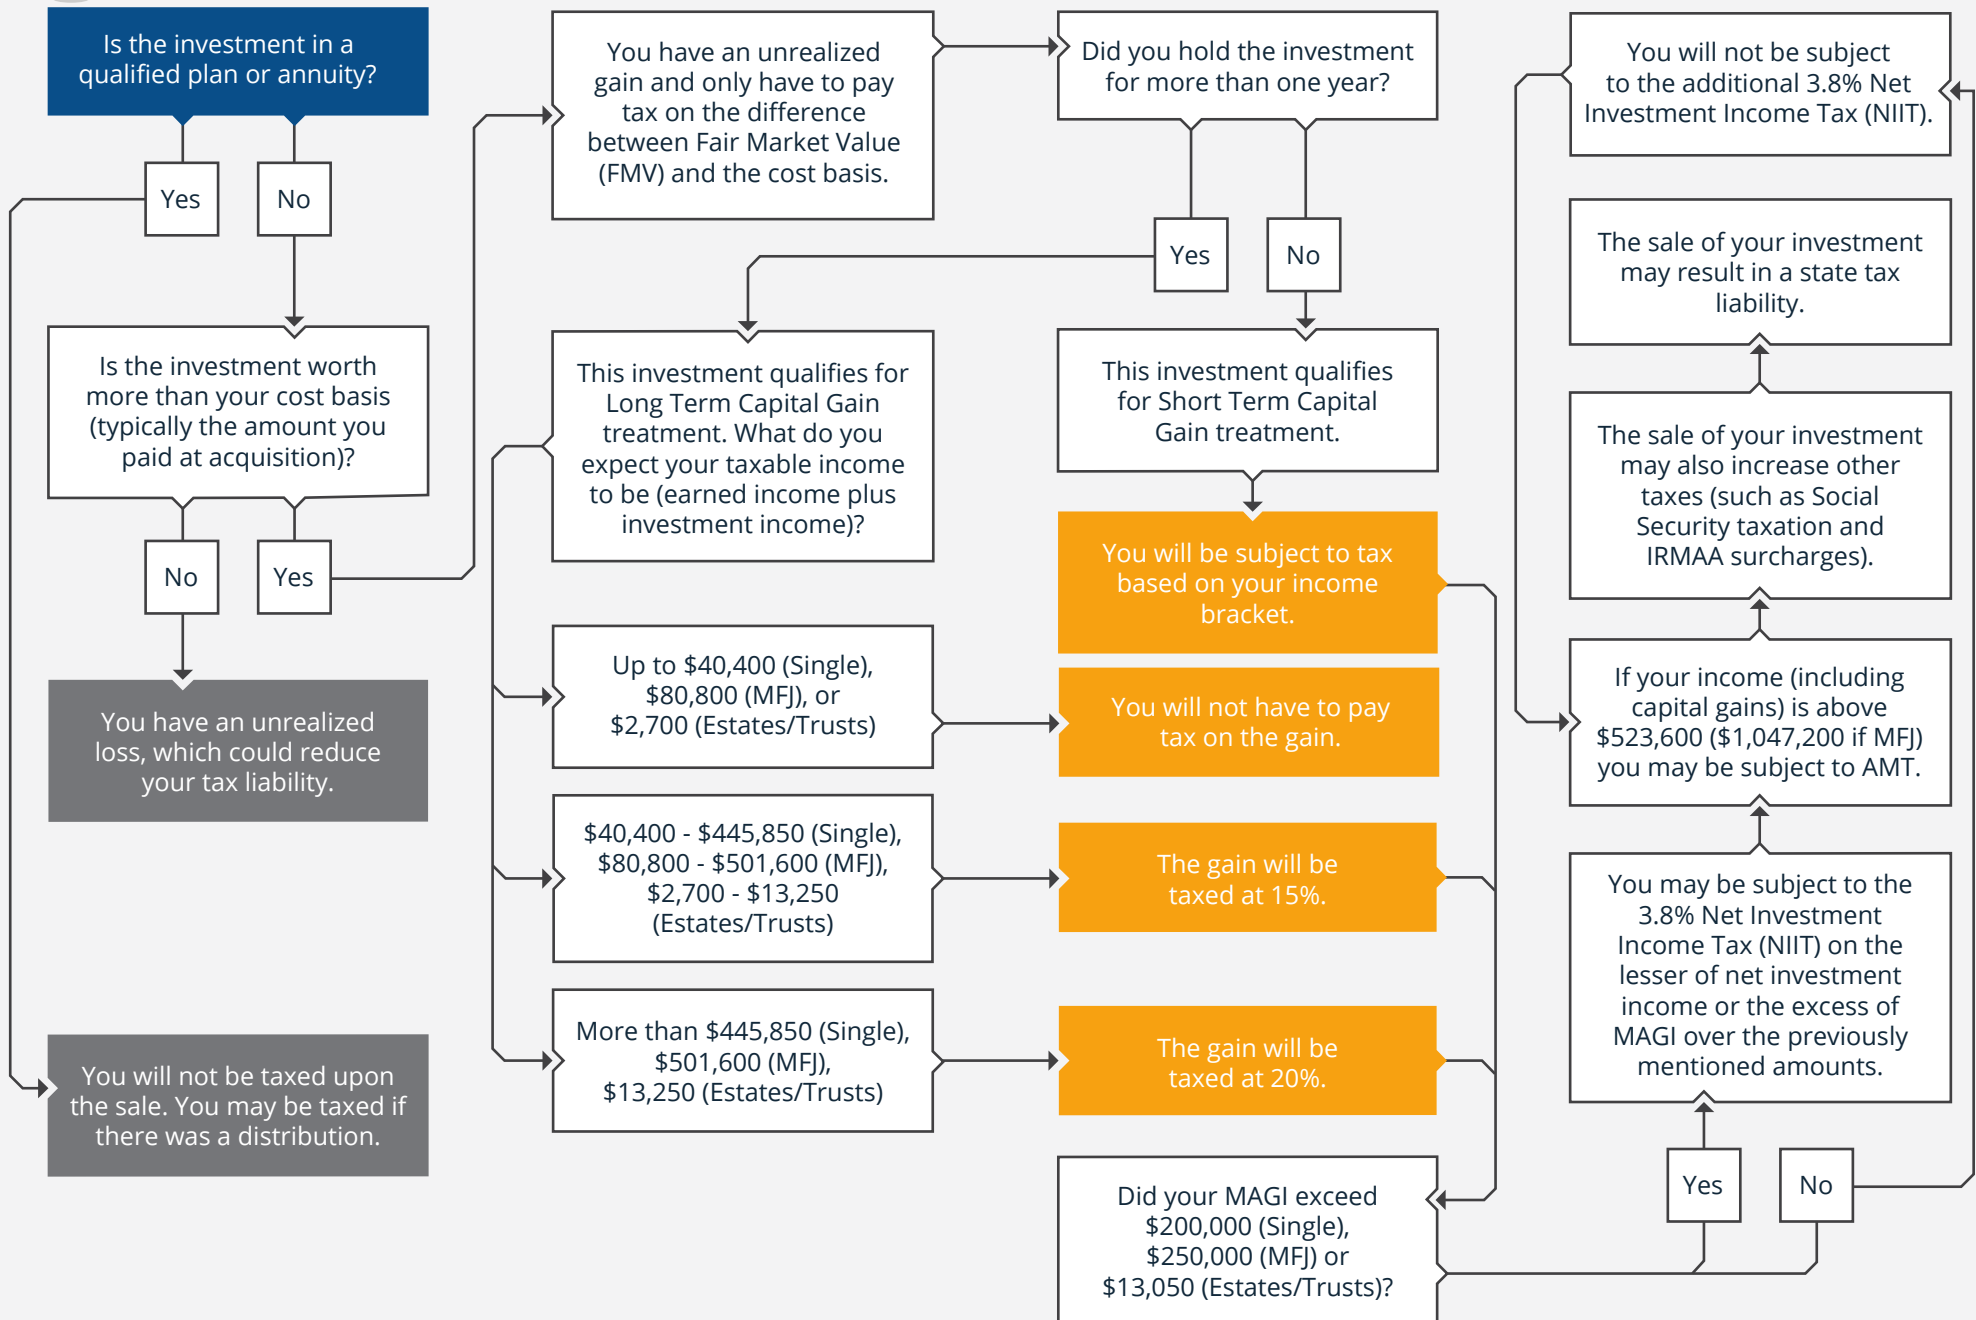 Is the investment in a
qualified plan or annuity?
Yes
No
Is the investment worth
more than your cost basis
(typically the amount you
paid at acquisition)?
No
Yes
You have an unrealized
loss, which could reduce
your tax liability.
You will not be taxed upon
the sale. You may be taxed if
there was a distribution.
You have an unrealized
gain and only have to pay
tax on the difference
between Fair Market Value
(FMV) and the cost basis.
Did you hold the investment
for more than one year?
Yes
No
This investment qualifies for
Long Term Capital Gain
treatment. What do you
expect your taxable income
to be (earned income plus
investment income)?
This investment qualifies
for Short Term Capital
Gain treatment.
You will be subject to tax
based on your income
bracket.
Up to $40,400 (Single),
$80,800 (MFJ), or
$2,700 (Estates/Trusts)
You will not have to pay
tax on the gain.
$40,400 - $445,850 (Single),
$80,800 - $501,600 (MFJ),
$2,700 - $13,250
(Estates/Trusts)
The gain will be
taxed at 15%.
More than $445,850 (Single),
$501,600 (MFJ),
$13,250 (Estates/Trusts)
The gain will be
taxed at 20%.
Did your MAGI exceed
$200,000 (Single),
$250,000 (MFJ) or
$13,050 (Estates/Trusts)?
Yes
No
You will not be subject
to the additional 3.8% Net
Investment Income Tax (NIIT).
The sale of your investment
may result in a state tax
liability.
The sale of your investment
may also increase other
taxes (such as Social
Security taxation and
IRMAA surcharges).
If your income (including
capital gains) is above
$523,600 ($1,047,200 if MFJ)
you may be subject to AMT.
You may be subject to the
3.8% Net Investment
Income Tax (NIIT) on the
lesser of net investment
income or the excess of
MAGI over the previously
mentioned amounts.